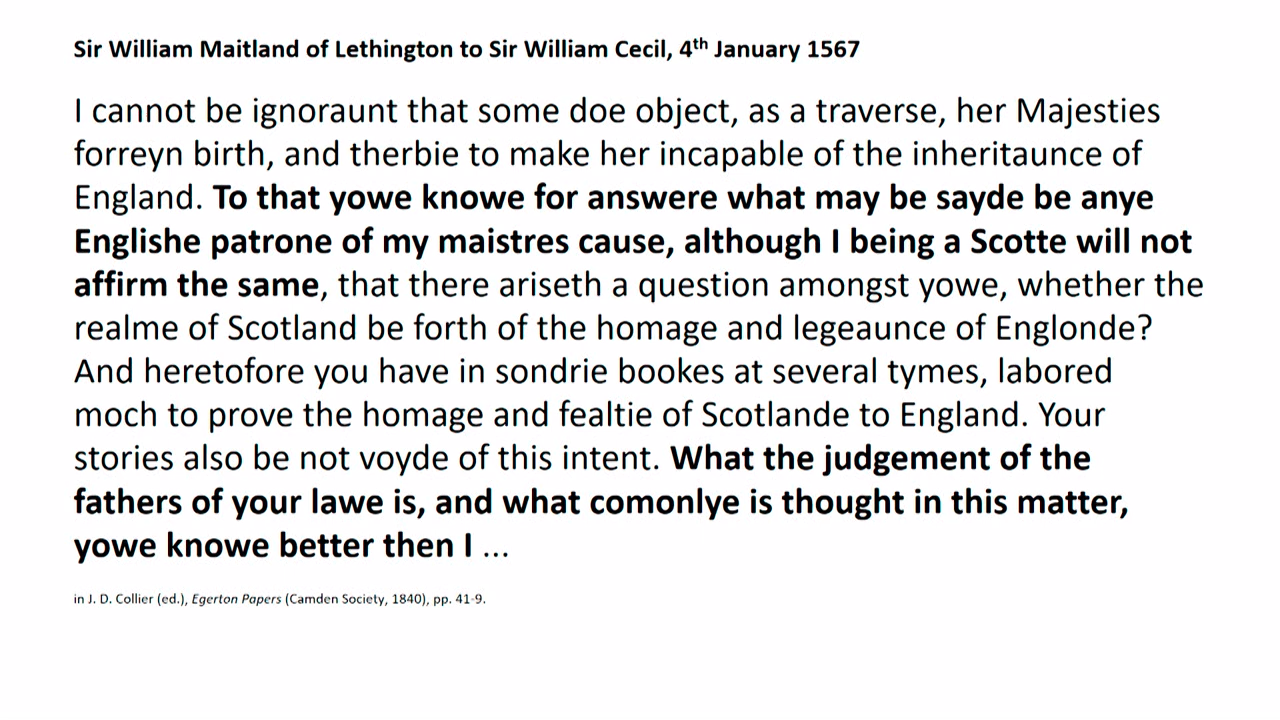 Sir William Maitland of Lethington to Sir William Cecil, 4th January 1567
I cannot be ignoraunt that some doe object, as a traverse, her Majesties
forreyn birth, and therbie to make her incapable of the inheritaunce of
England. To that yowe knowe for answere what may be sayde be anye
Englishe patrone of my maistres cause, although I being a Scotte will not
affirm the same, that there ariseth a question amongst yowe, whether the
realme of Scotland be forth of the homage and legeaunce of Englonde?
And heretofore you have in sondrie bookes at several tymes, labored
moch to prove the homage and fealtie of Scotlande to England. Your
stories also be not voyde of this intent. What the judgement of the
fathers of your lawe is, and what comonlye is thought in this matter,
yowe knowe better then I ...
in J. D. Collier (ed.), Egerton Papers (Camden Society, 1840), pp. 41-9.